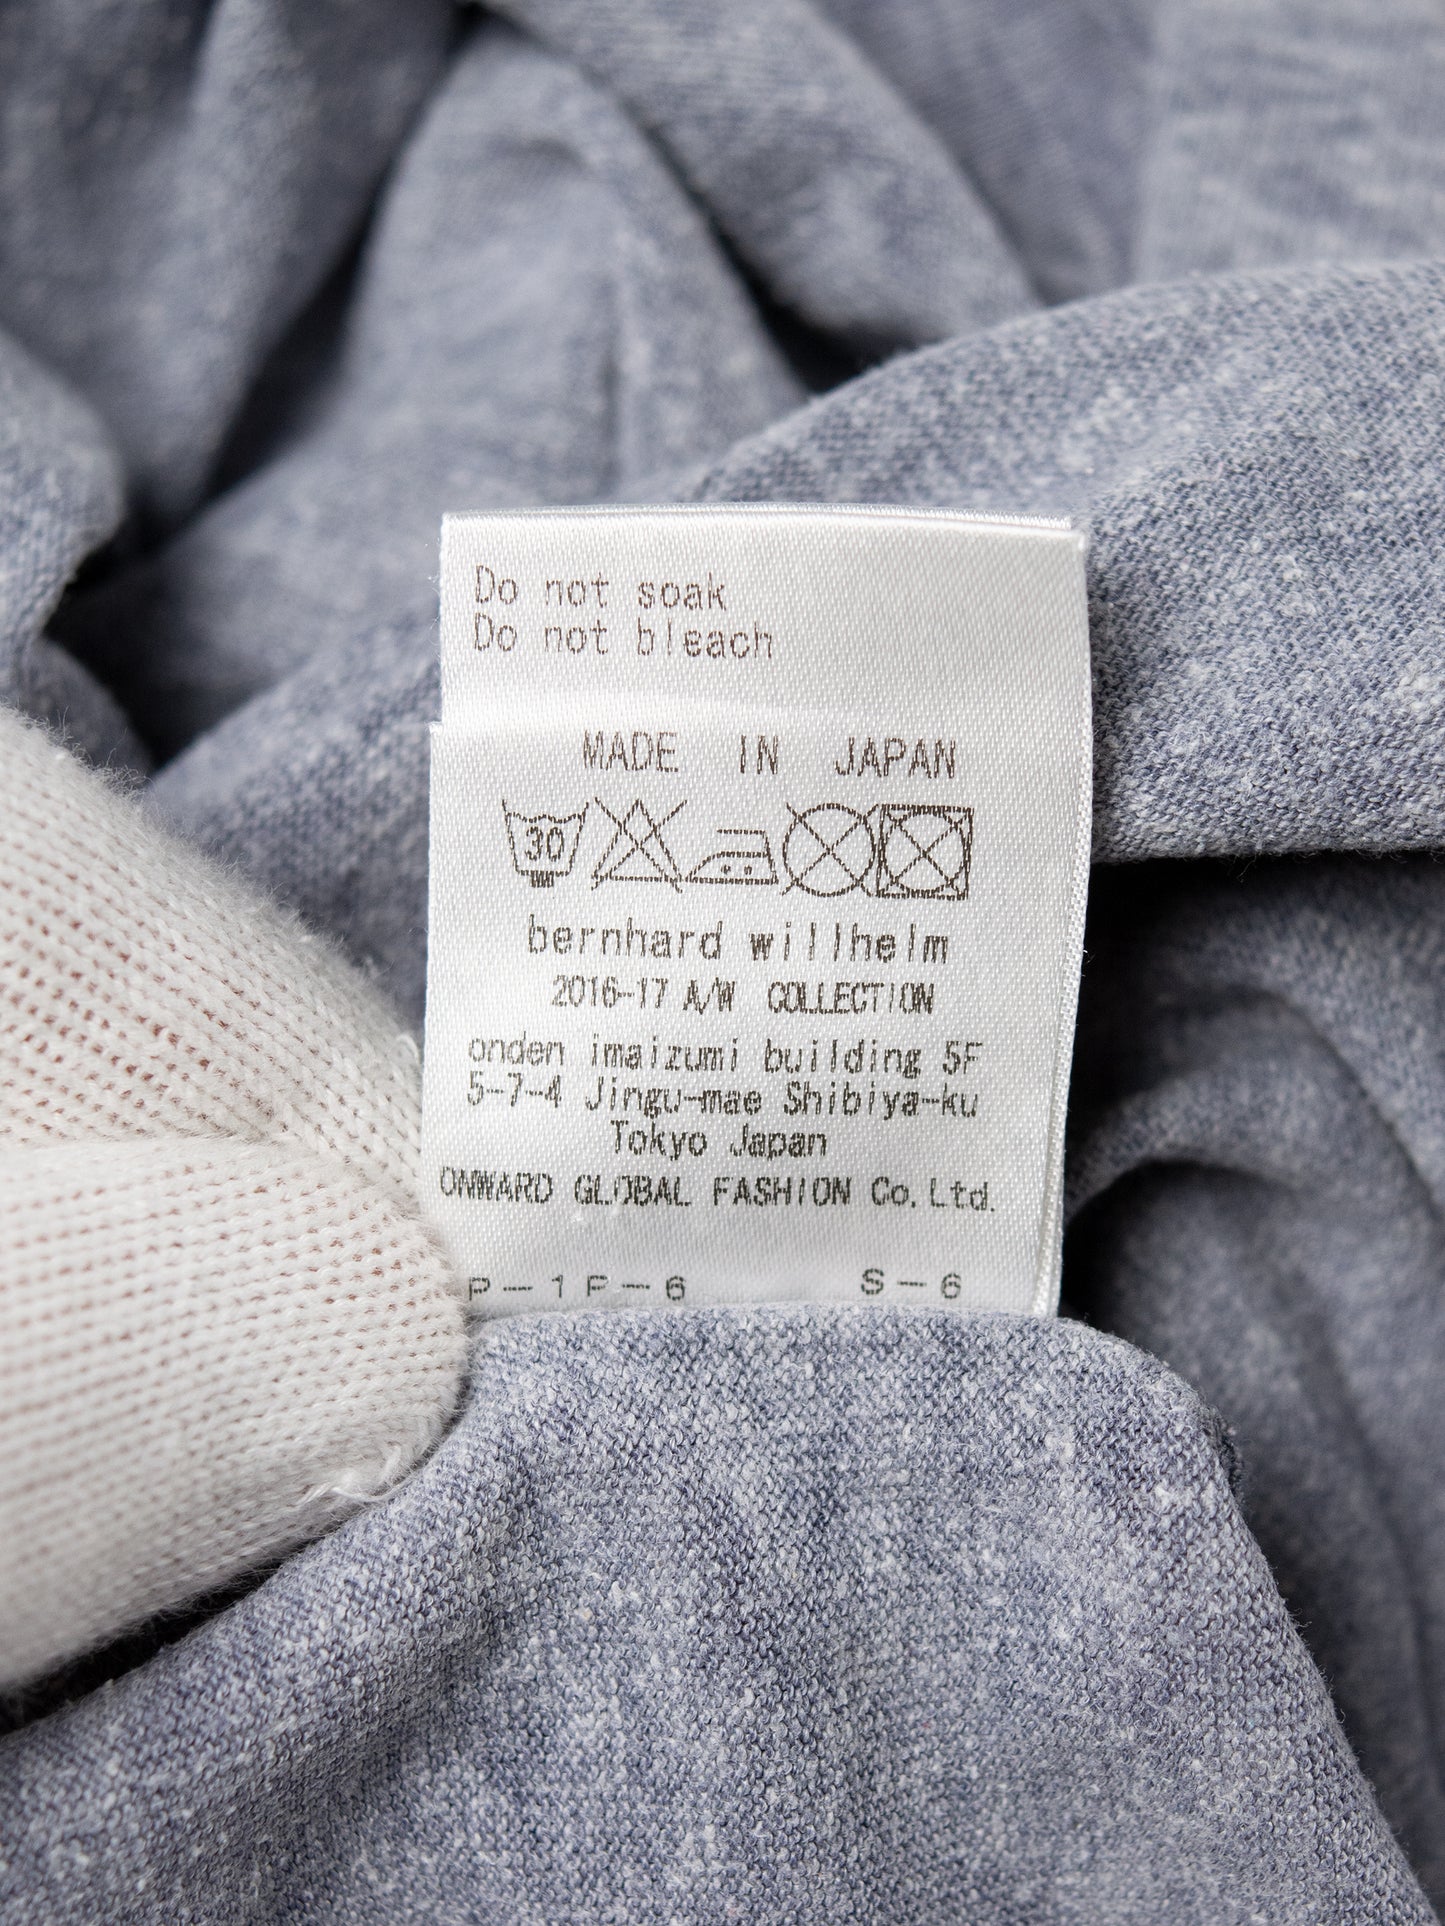 Do not soak
Do not bleach
MADE IN JAPAN
30
bernhard willhelm
2016-17 A/W COLLECTION
onden imaizumi building 5F
5-7-4 Jingu-mae Shibiya-ku
Tokyo Japan
ONWARD GLOBAL FASHION Co.Ltd.
P-1P-6 S-6